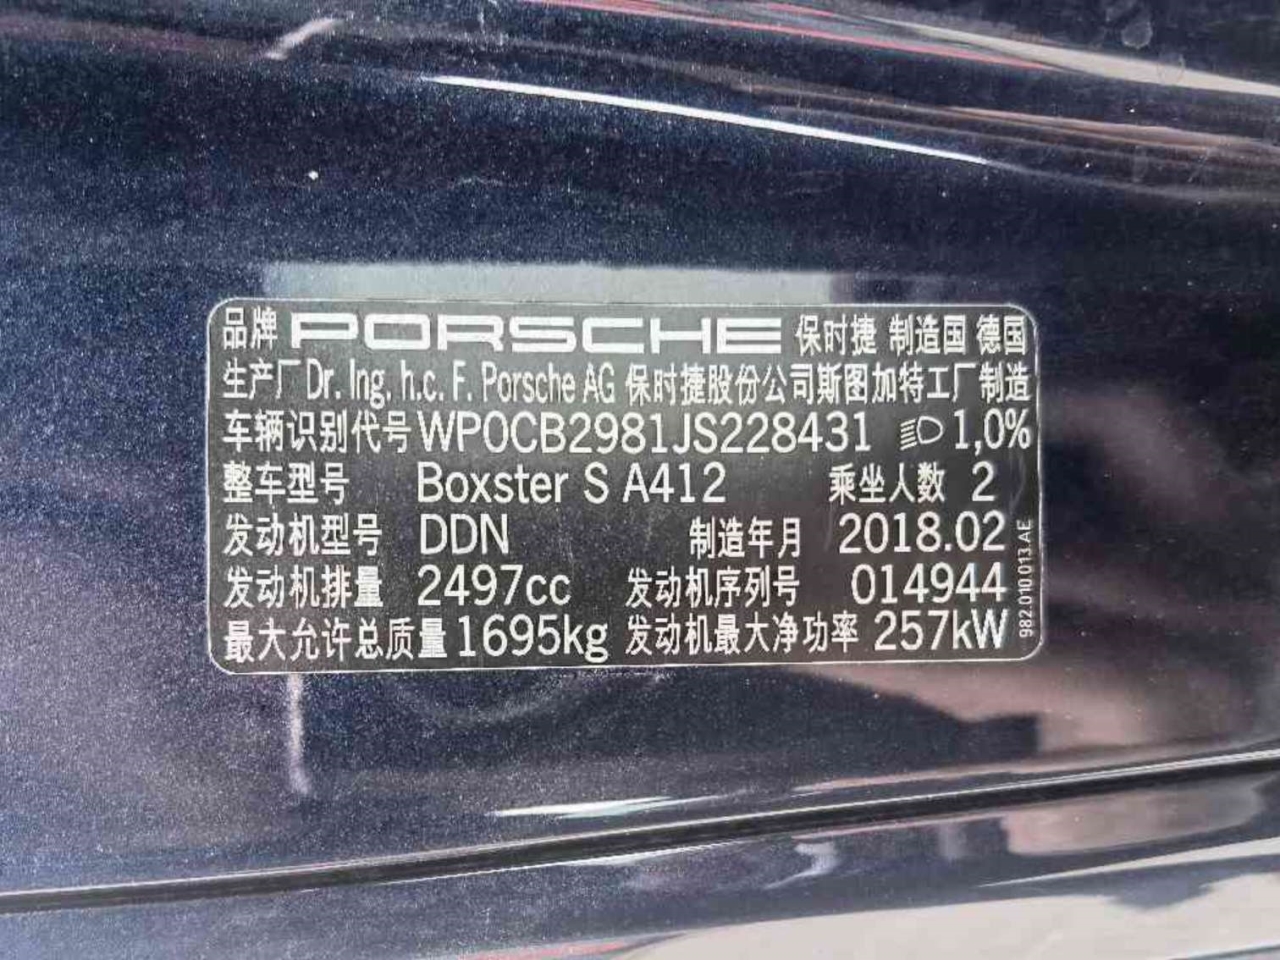 品牌 PORSCHE 保时捷 制造国 德国
生产厂 Dr. Ing. h.c. F. Porsche AG 保时捷股份公司斯图加特工厂制造
车辆识别代号 WP0CB2981JS228431 1,0%
整车型号 Boxster S A412 乘坐人数 2
发动机型号 DDN 制造年月 2018.02
发动机排量 2497cc 发动机序列号 014944
最大允许总质量 1695kg 发动机最大净功率 257kW
982.010.013.AE